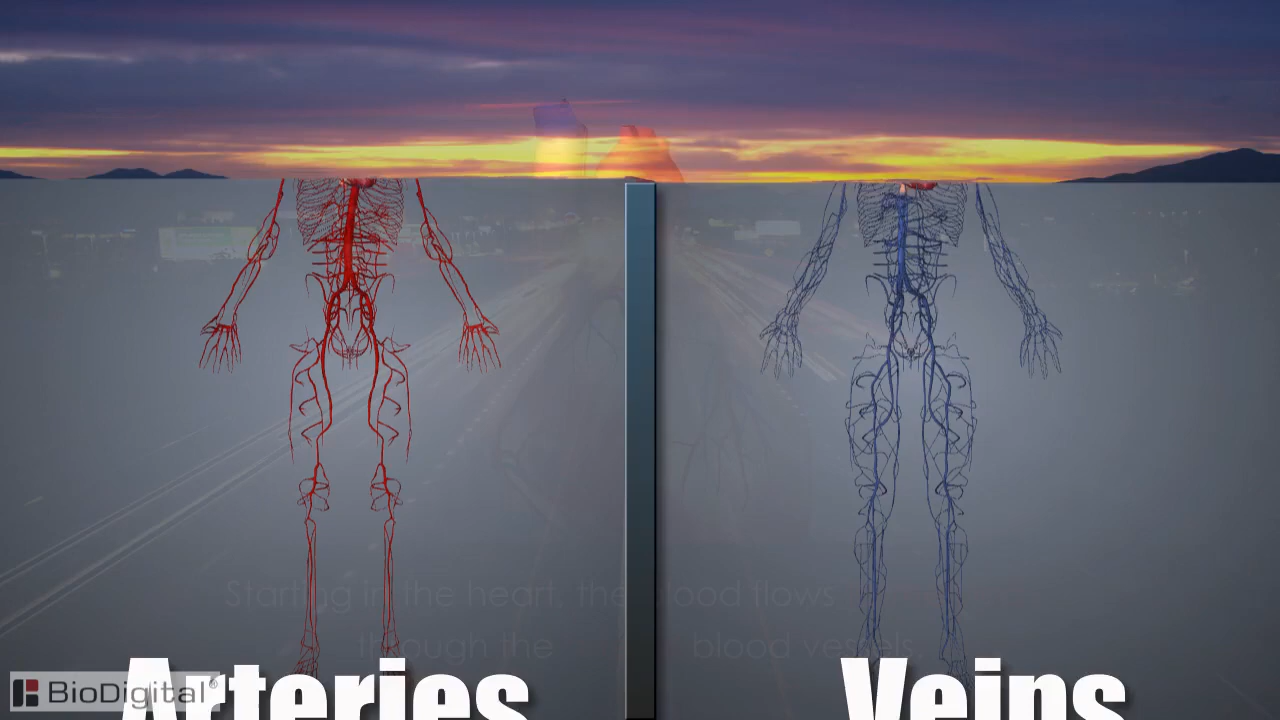 Starting in the heart, the blood flows
through the blood vessels.
Arteries
Veins
BioDigital®